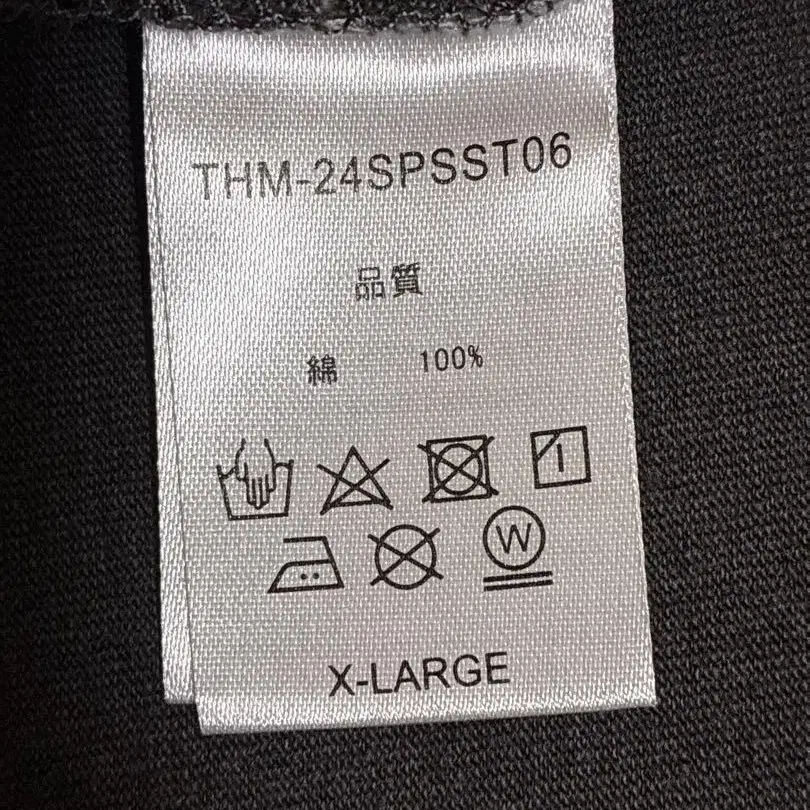 THM-24SPSST06
品質
綿 100%
W
X-LARGE